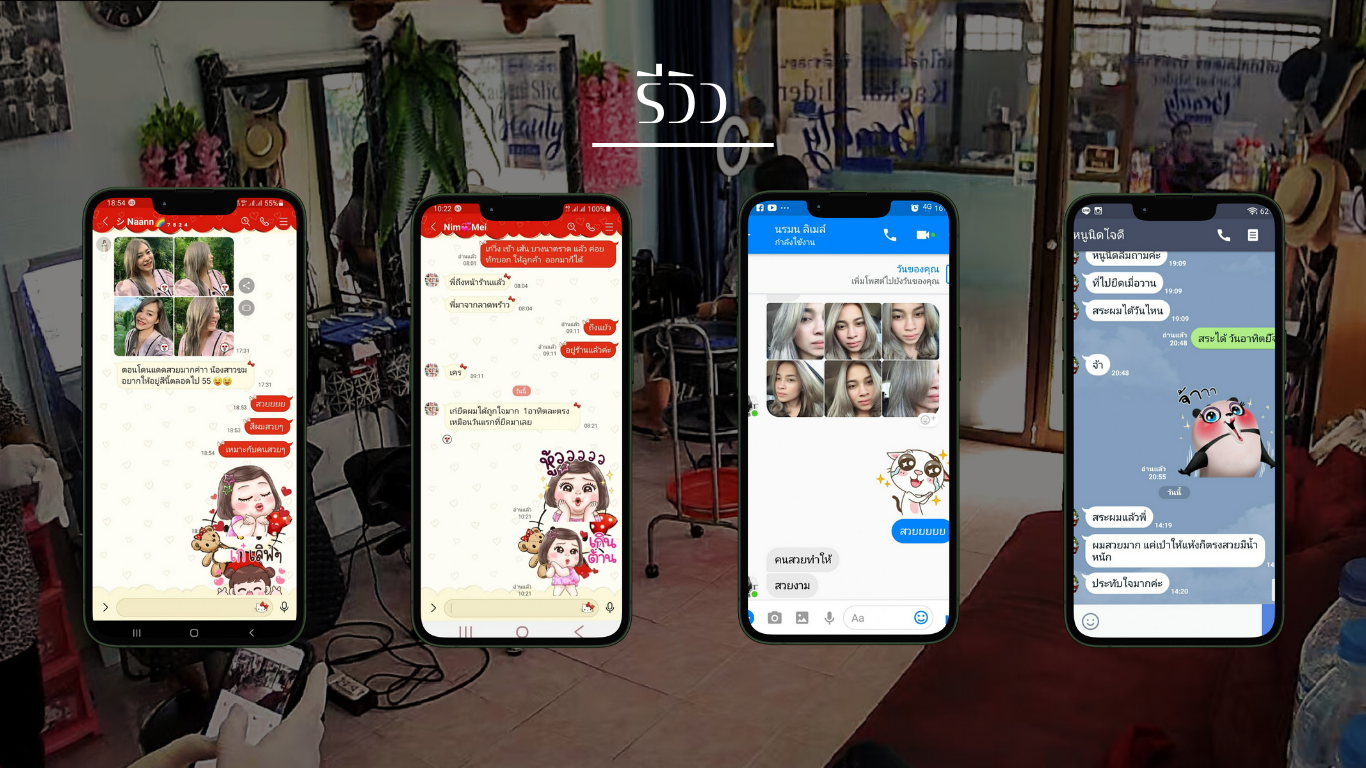 รีวิว
18:54
55%
Naann
7 8 2 4
17:31
ตอนโดนแดดสวยมากค่าา น้องสาวชม
อยากให้อยู่สีนี้ตลอดไป 55
17:31
18:53
สวยยยย
18:53
สีผมสวยๆ
18:54
เหมาะกับคนสวยๆ
10:22
100%
Nim Mei
เก๋วิ่ง เข้า เส้น บางนาตราด แล้ว ค่อย
ทักบอก ให้ลูกค้า ออกมาก็ได้
อ่านแล้ว
08:01
พี่ถึงหน้าร้านแล้ว
08:04
พี่มาจากลาดพร้าว
08:04
อ่านแล้ว
09:11
ถึงแย้ว
อ่านแล้ว
09:11
อยู่ร้านแล้วค่ะ
เคร
09:11
วันนี้
เก๋ยืดผมได้ถูกใจมาก 1อาทิตละตรง
เหมือนวันแรกที่ยืดมาเลย
08:21
หัววววว
อ่านแล้ว
10:21
เกิน
ต้าน
อ่านแล้ว
10:21
4G
นรมน ลิเมล์
กำลังใช้งาน
วันของคุณ
เพิ่มโพสต์ไปยังวันของคุณ
สวยยยยย
คนสวยทำให้
สวยงาม
Aa
62
หนูนิดใจดี
หนูนิดลืมถามค่ะ
19:09
ที่ไปยืดเมื่อวาน
19:09
สระผมได้วันไหน
19:09
อ่านแล้ว
20:48
สระได้ วันอาทิตย์
จ้า
20:48
จ้าาา
อ่านแล้ว
20:55
วันนี้
สระผมแล้วพี่
14:19
ผมสวยมาก แค่เป่าให้แห้งก็ตรงสวยมีน้ำ
หนัก
ประทับใจมากค่ะ
14:20